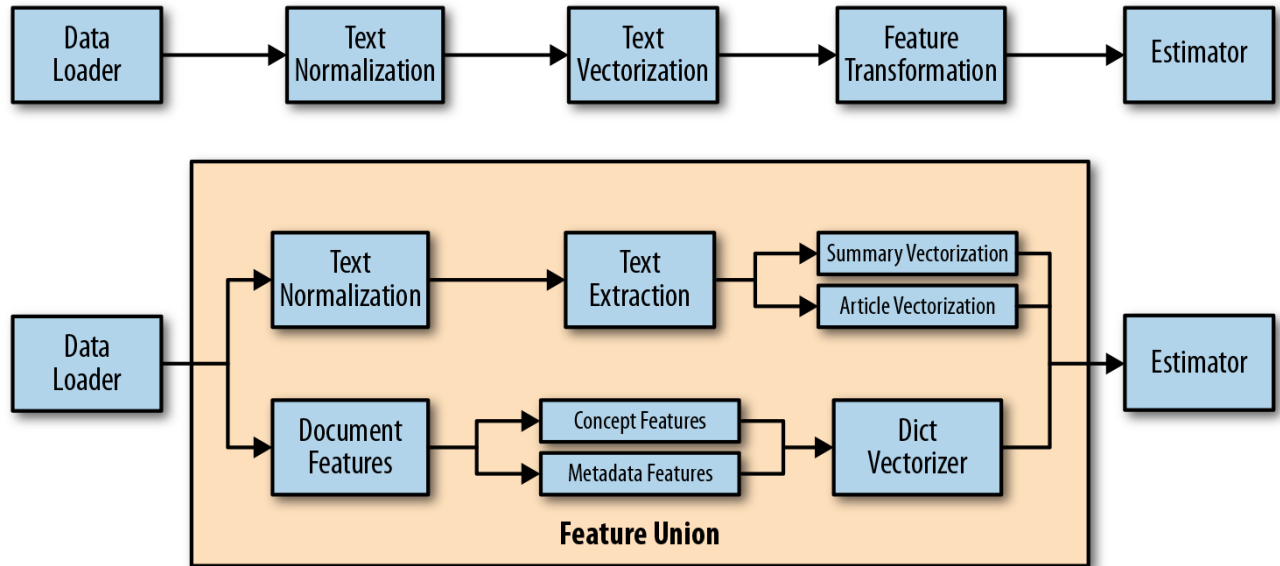 Data
Loader
Text
Normalization
Text
Vectorization
Feature
Transformation
Estimator
Data
Loader
Text
Normalization
Text
Extraction
Summary Vectorization
Article Vectorization
Document
Features
Concept Features
Metadata Features
Dict
Vectorizer
Estimator
Feature Union